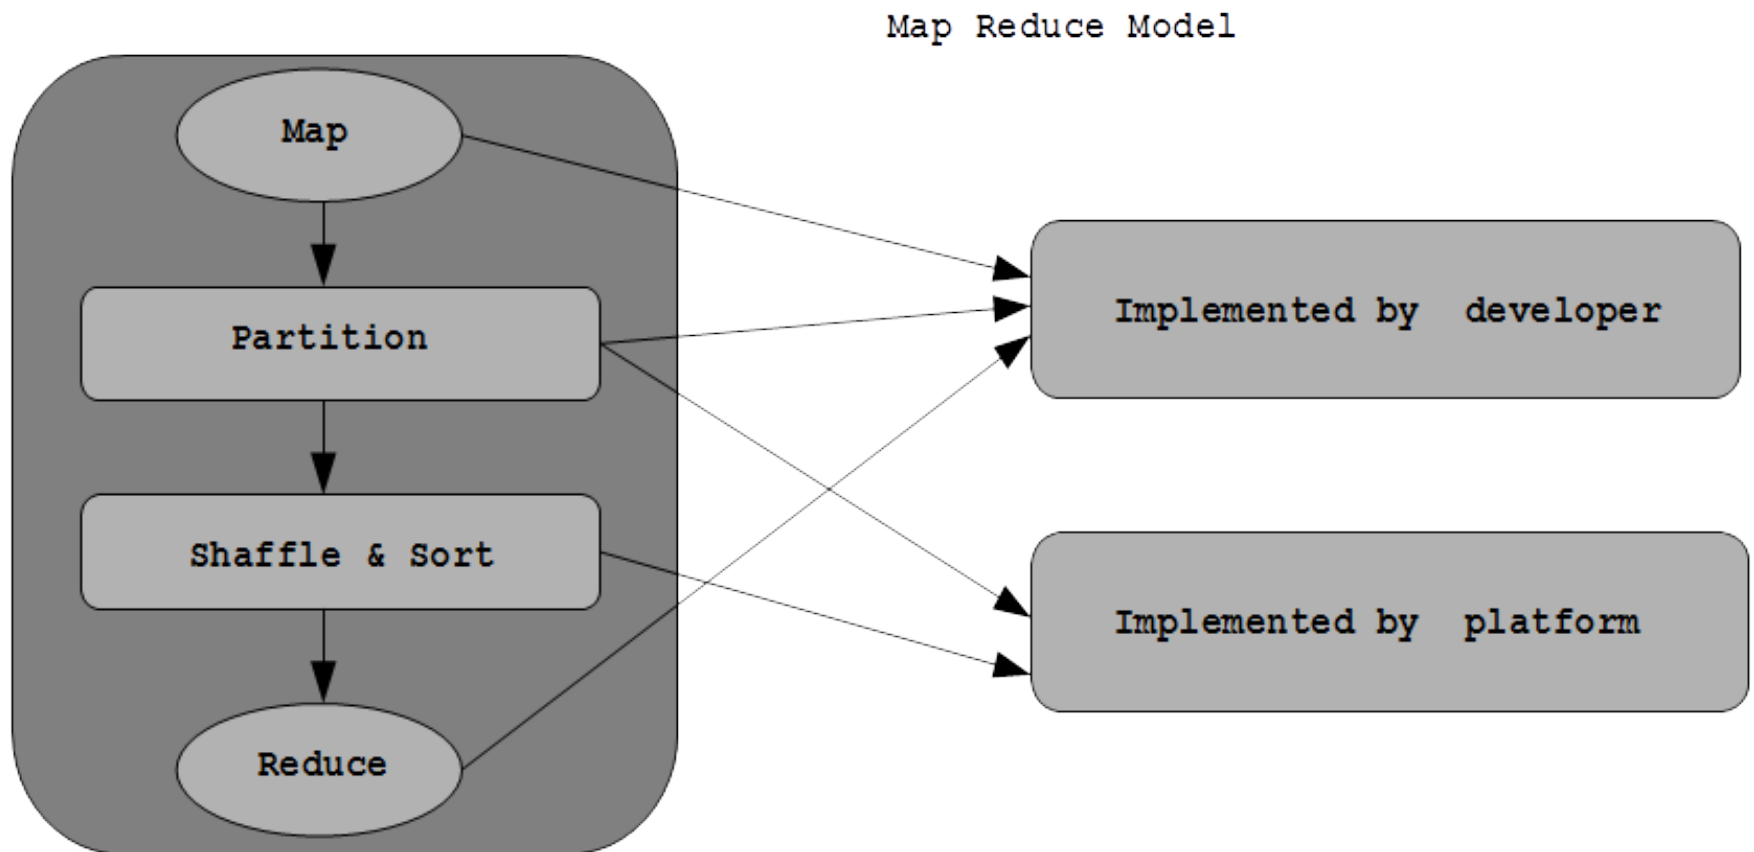 Map Reduce Model
Map
Partition
Shaffle & Sort
Reduce
Implemented by  developer
Implemented by  platform